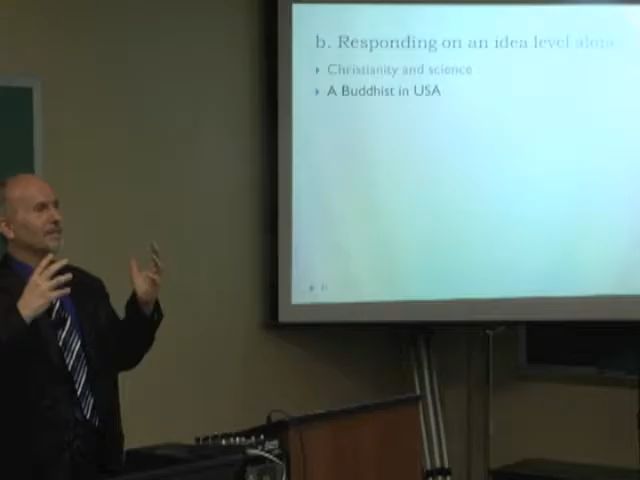 b. Responding on an idea level alone
Christianity and science
A Buddhist in USA